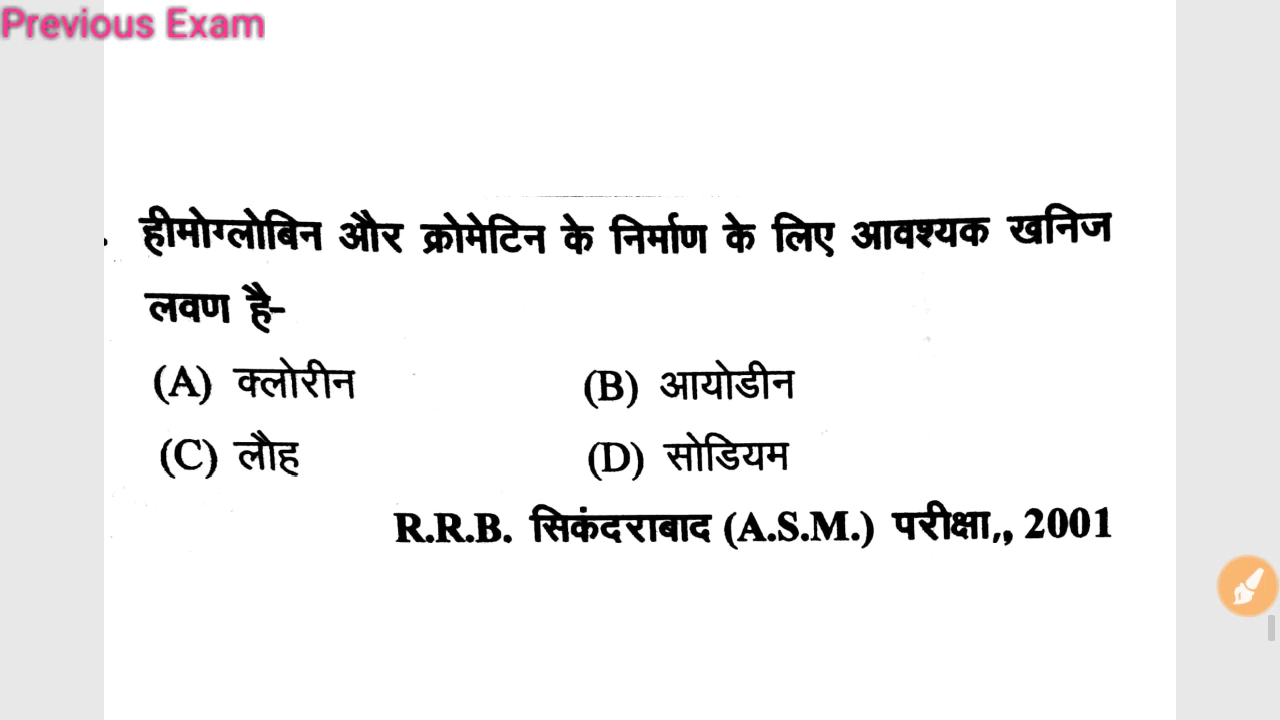 Previous Exam
हीमोग्लोबिन और क्रोमेटिन के निर्माण के लिए आवश्यक खनिज
लवण है-
(A) क्लोरीन (B) आयोडीन
(C) लौह (D) सोडियम
R.R.B. सिकंदराबाद (A.S.M.) परीक्षा,, 2001